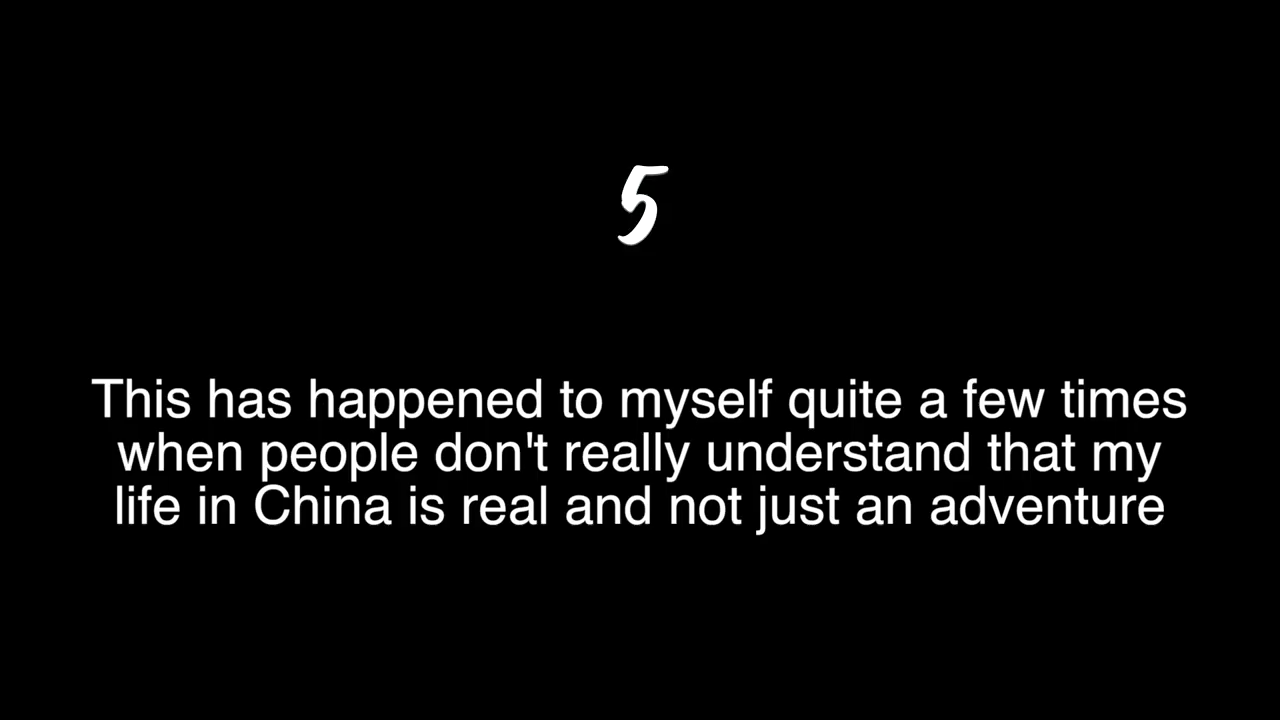 5
This has happened to myself quite a few times
when people don't really understand that my
life in China is real and not just an adventure